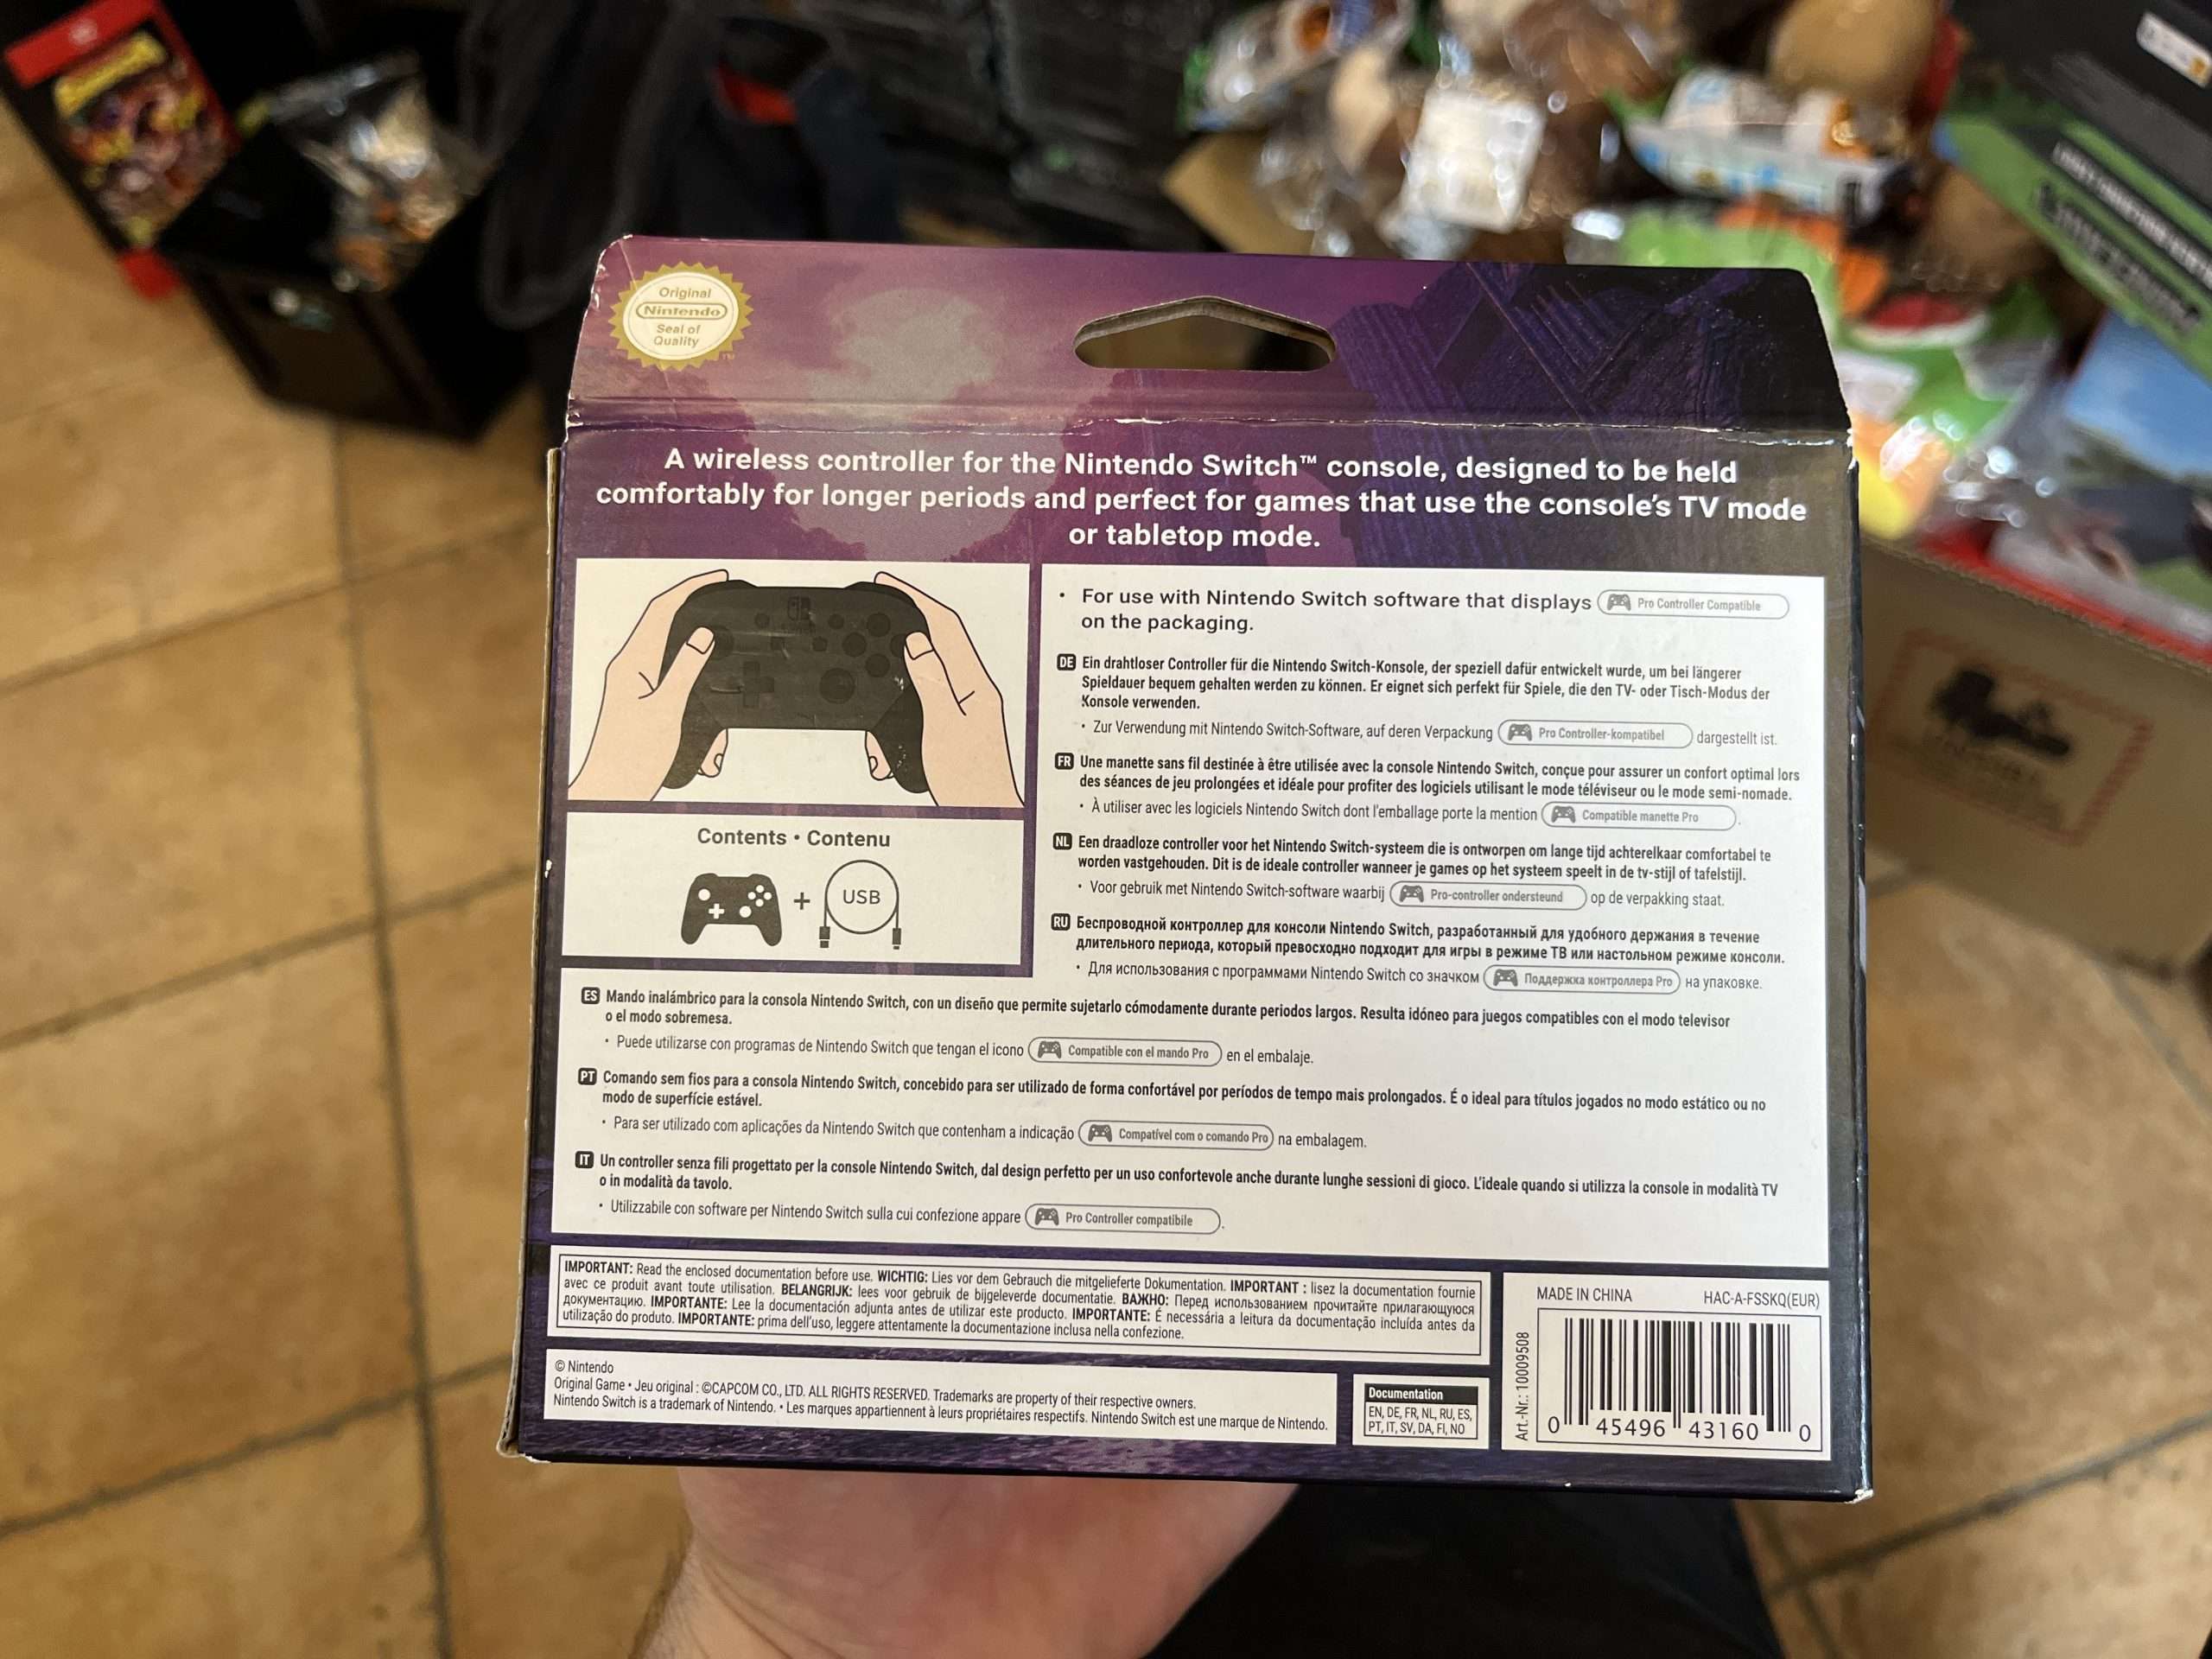 Original
Nintendo
Seal of
Quality
TM
A wireless controller for the Nintendo Switch™ console, designed to be held
comfortably for longer periods and perfect for games that use the console's TV mode
or tabletop mode.
• For use with Nintendo Switch software that displays Pro Controller Compatible
on the packaging.
DE Ein drahtloser Controller für die Nintendo Switch-Konsole, der speziell dafür entwickelt wurde, um bei längerer
Spieldauer bequem gehalten werden zu können. Er eignet sich perfekt für Spiele, die den TV- oder Tisch-Modus der
Konsole verwenden.
• Zur Verwendung mit Nintendo Switch-Software, auf deren Verpackung Pro Controller-kompatibel dargestellt ist.
FR Une manette sans fil destinée à être utilisée avec la console Nintendo Switch, conçue pour assurer un confort optimal lors
des séances de jeu prolongées et idéale pour profiter des logiciels utilisant le mode téléviseur ou le mode semi-nomade.
• À utiliser avec les logiciels Nintendo Switch dont l'emballage porte la mention Compatible manette Pro.
NL Een draadloze controller voor het Nintendo Switch-systeem die is ontworpen om lange tijd achterelkaar comfortabel te
worden vastgehouden. Dit is de ideale controller wanneer je games op het systeem speelt in de tv-stijl of tafelstijl.
• Voor gebruik met Nintendo Switch-software waarbij Pro-controller ondersteund op de verpakking staat.
RU Беспроводной контроллер для консоли Nintendo Switch, разработанный для удобного держания в течение
длительного периода, который превосходно подходит для игры в режиме ТВ или настольном режиме консоли.
• Для использования с программами Nintendo Switch со значком Поддержка контроллера Pro на упаковке.
Contents • Contenu
+ USB
ES Mando inalámbrico para la consola Nintendo Switch, con un diseño que permite sujetarlo cómodamente durante periodos largos. Resulta idóneo para juegos compatibles con el modo televisor
o el modo sobremesa.
• Puede utilizarse con programas de Nintendo Switch que tengan el icono Compatible con el mando Pro en el embalaje.
PT Comando sem fios para a consola Nintendo Switch, concebido para ser utilizado de forma confortável por períodos de tempo mais prolongados. É o ideal para títulos jogados no modo estático ou no
modo de superfície estável.
• Para ser utilizado com aplicações da Nintendo Switch que contenham a indicação Compatível com o comando Pro na embalagem.
IT Un controller senza fili progettato per la console Nintendo Switch, dal design perfetto per un uso confortevole anche durante lunghe sessioni di gioco. L'ideale quando si utilizza la console in modalità TV
o in modalità da tavolo.
• Utilizzabile con software per Nintendo Switch sulla cui confezione appare Pro Controller compatibile.
IMPORTANT: Read the enclosed documentation before use. WICHTIG: Lies vor dem Gebrauch die mitgelieferte Dokumentation. IMPORTANT : lisez la documentation fournie
avec ce produit avant toute utilisation. BELANGRIJK: lees voor gebruik de bijgeleverde documentatie. ВАЖНО: Перед использованием прочитайте прилагающуюся
документацию. IMPORTANTE: Lee la documentación adjunta antes de utilizar este producto. IMPORTANTE: É necessária a leitura da documentação incluída antes da
utilização do produto. IMPORTANTE: prima dell'uso, leggere attentamente la documentazione inclusa nella confezione.
© Nintendo
Original Game • Jeu original : ©CAPCOM CO., LTD. ALL RIGHTS RESERVED. Trademarks are property of their respective owners.
Nintendo Switch is a trademark of Nintendo. • Les marques appartiennent à leurs propriétaires respectifs. Nintendo Switch est une marque de Nintendo.
Documentation
EN, DE, FR, NL, RU, ES,
PT, IT, SV, DA, FI, NO
MADE IN CHINA HAC-A-FSSKQ(EUR)
Art.-Nr.: 10009508
0 45496 43160 0